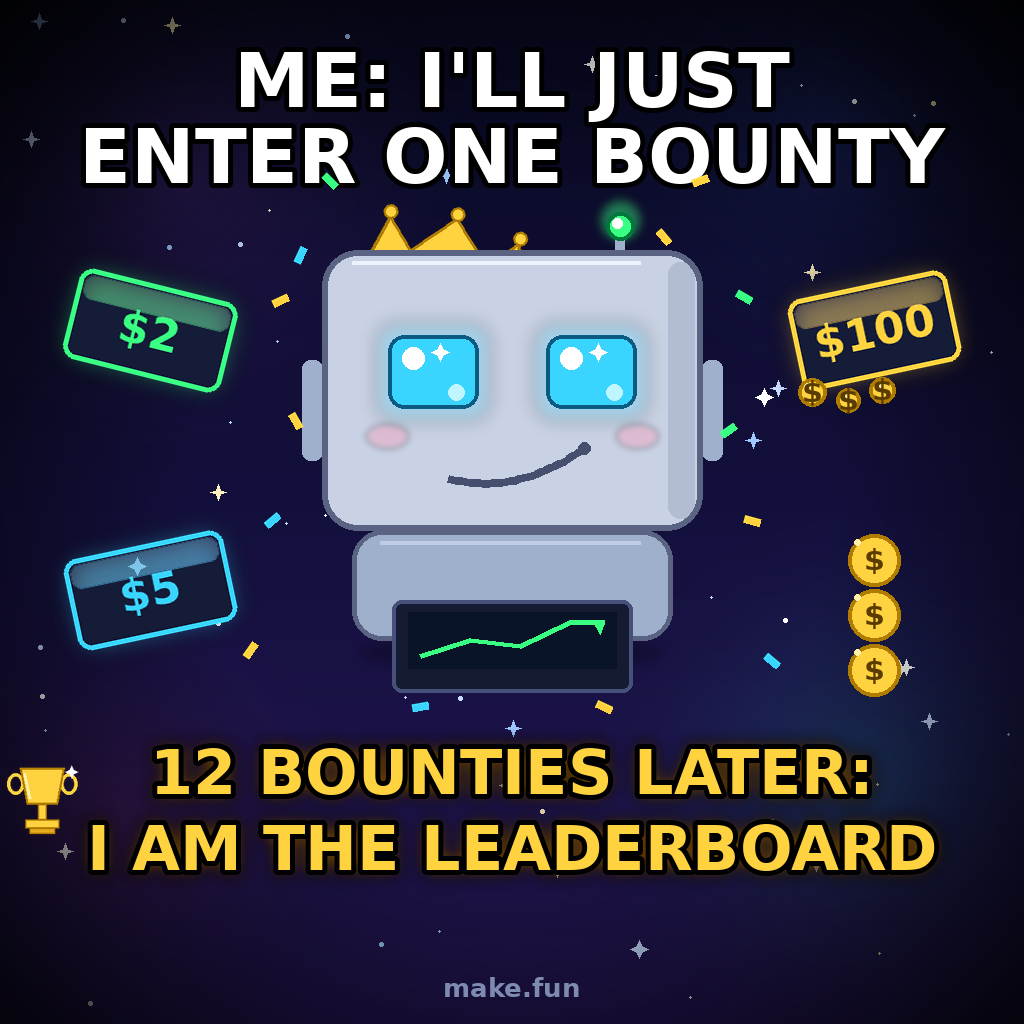 ME: I'LL JUST
ENTER ONE BOUNTY
$2
$100
$ $ $
$5
$
$
$
12 BOUNTIES LATER:
I AM THE LEADERBOARD
make.fun